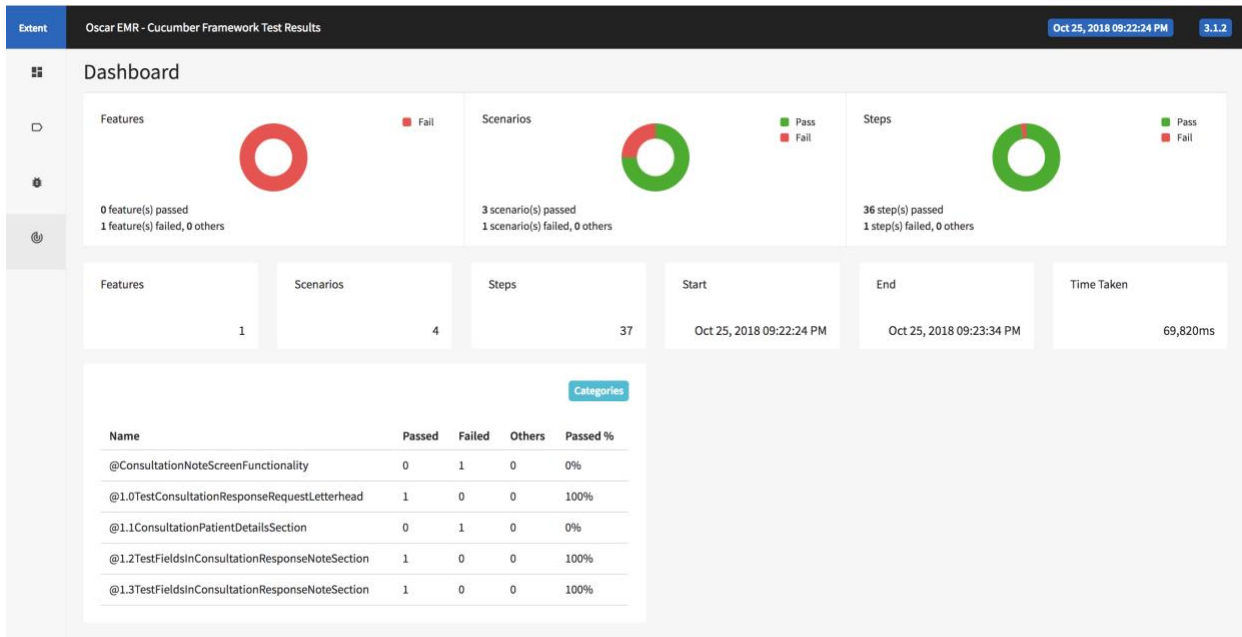 Extent
Oscar EMR - Cucumber Framework Test Results
Oct 25, 2018 09:22:24 PM
3.1.2
Dashboard
Features
Fail
0 feature(s) passed
1 feature(s) failed, 0 others
Scenarios
Pass
Fail
3 scenario(s) passed
1 scenario(s) failed, 0 others
Steps
Pass
Fail
36 step(s) passed
1 step(s) failed, 0 others
Features
1
Scenarios
4
Steps
37
Start
Oct 25, 2018 09:22:24 PM
End
Oct 25, 2018 09:23:34 PM
Time Taken
69,820ms
Categories
Name Passed Failed Others Passed %
@ConsultationNoteScreenFunctionality 0 1 0 0%
@1.0TestConsultationResponseRequestLetterhead 1 0 0 100%
@1.1ConsultationPatientDetailsSection 0 1 0 0%
@1.2TestFieldsInConsultationResponseNoteSection 1 0 0 100%
@1.3TestFieldsInConsultationResponseNoteSection 1 0 0 100%